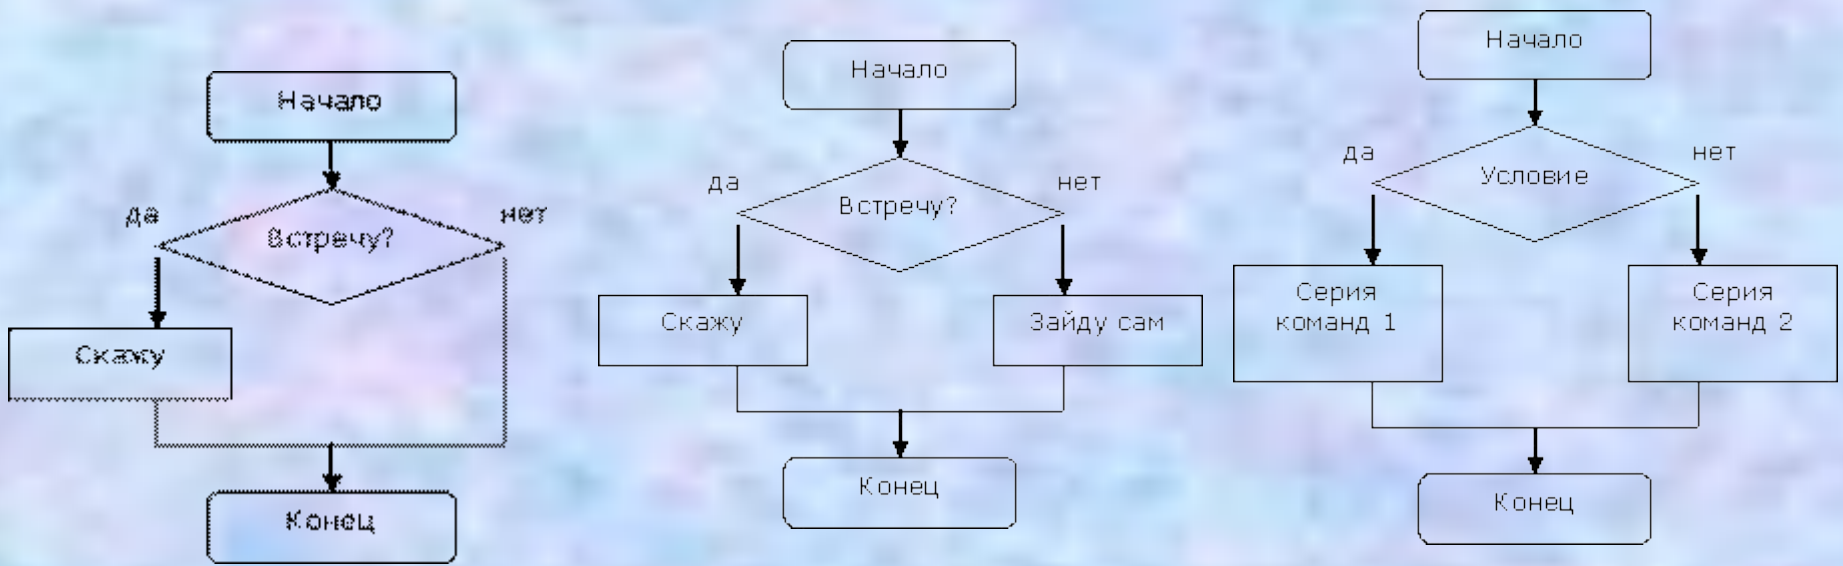 Начало
да
нет
Встречу?
Скажу
Конец
Начало
да
нет
Встречу?
Скажу
Зайду сам
Конец
Начало
да
нет
Условие
Серия
команд 1
Серия
команд 2
Конец